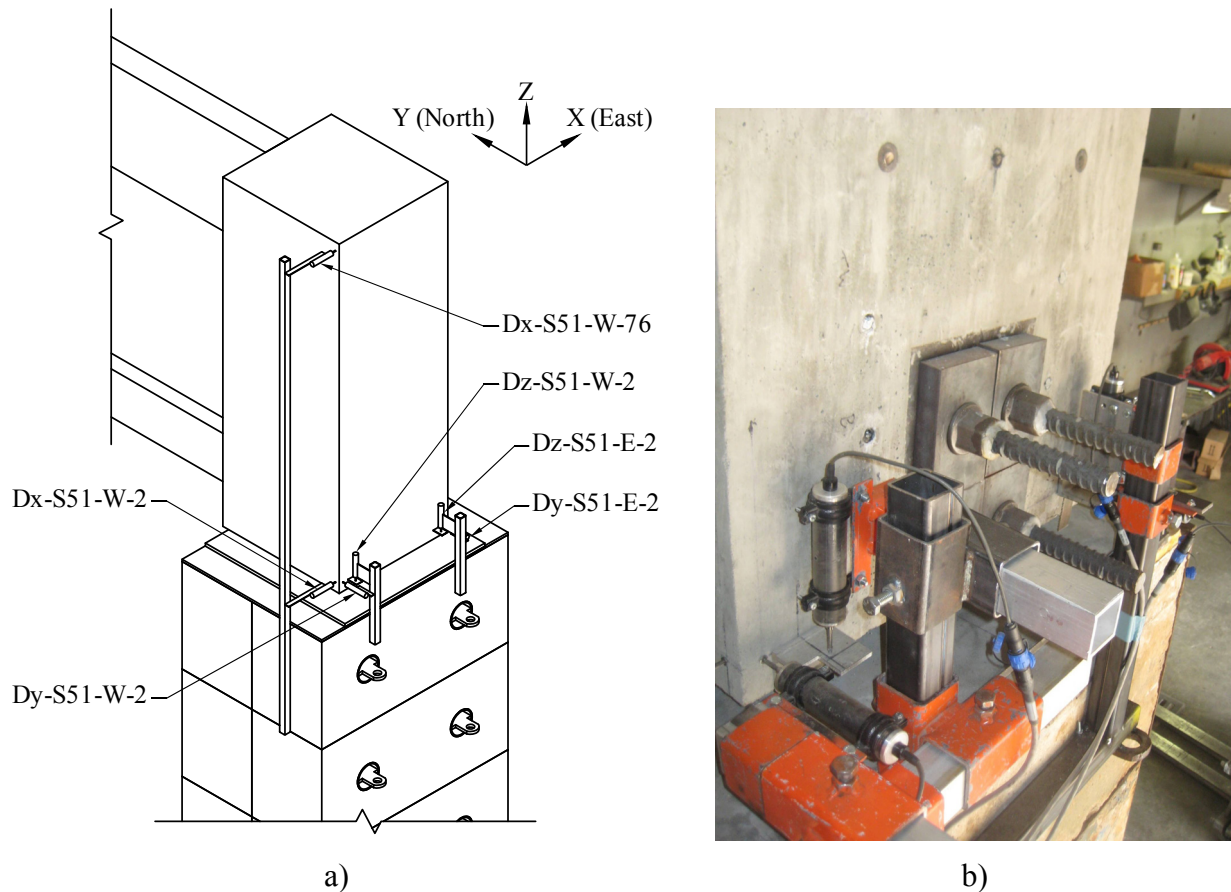 Z
Y (North)
X (East)
Dx-S51-W-76
Dz-S51-W-2
Dz-S51-E-2
Dx-S51-W-2
Dy-S51-E-2
Dy-S51-W-2
a)
b)